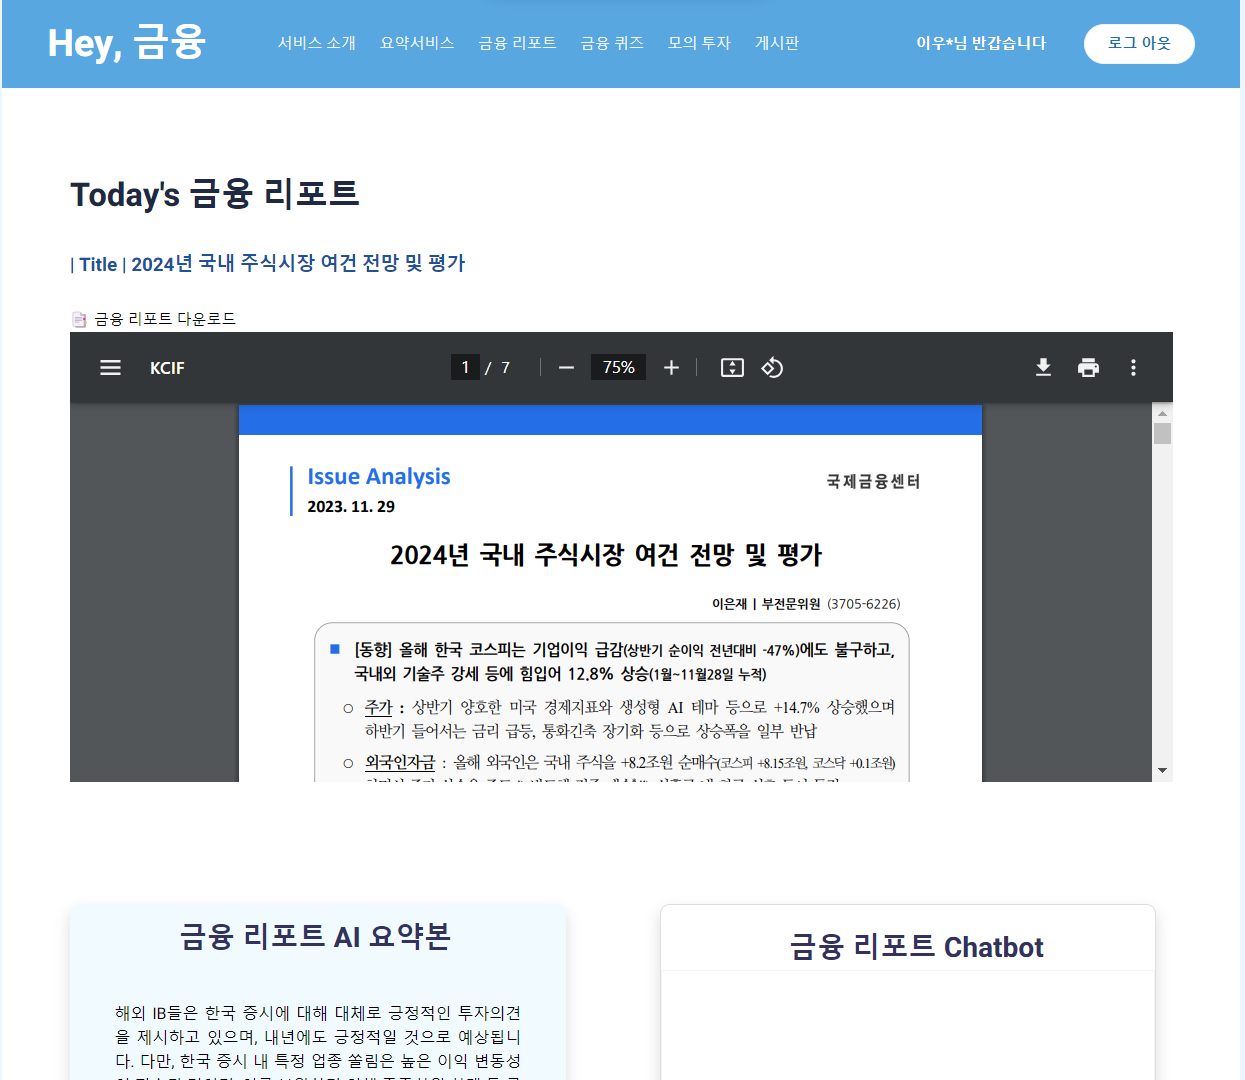 Hey, 금융
서비스 소개 요약서비스 금융 리포트 금융 퀴즈 모의 투자 게시판
이우*님 반갑습니다
로그 아웃
Today's 금융 리포트
| Title | 2024년 국내 주식시장 여건 전망 및 평가
금융 리포트 다운로드
KCIF
1 / 7
75%
Issue Analysis
국제금융센터
2023. 11. 29
2024년 국내 주식시장 여건 전망 및 평가
이은재 | 부전문위원 (3705-6226)
■ [동향] 올해 한국 코스피는 기업이익 급감(상반기 순이익 전년대비 -47%)에도 불구하고,
국내외 기술주 강세 등에 힘입어 12.8% 상승(1월~11월28일 누적)
○ 주가 : 상반기 양호한 미국 경제지표와 생성형 AI 테마 등으로 +14.7% 상승했으며
하반기 들어서는 금리 급등, 통화긴축 장기화 등으로 상승폭을 일부 반납
○ 외국인자금 : 올해 외국인은 국내 주식을 +8.2조원 순매수(코스피 +8.15조원, 코스닥 +0.1조원)
금융 리포트 AI 요약본
해외 IB들은 한국 증시에 대해 대체로 긍정적인 투자의견
을 제시하고 있으며, 내년에도 긍정적일 것으로 예상됩니
다. 다만, 한국 증시 내 특정 업종 쏠림은 높은 이익 변동성
금융 리포트 Chatbot